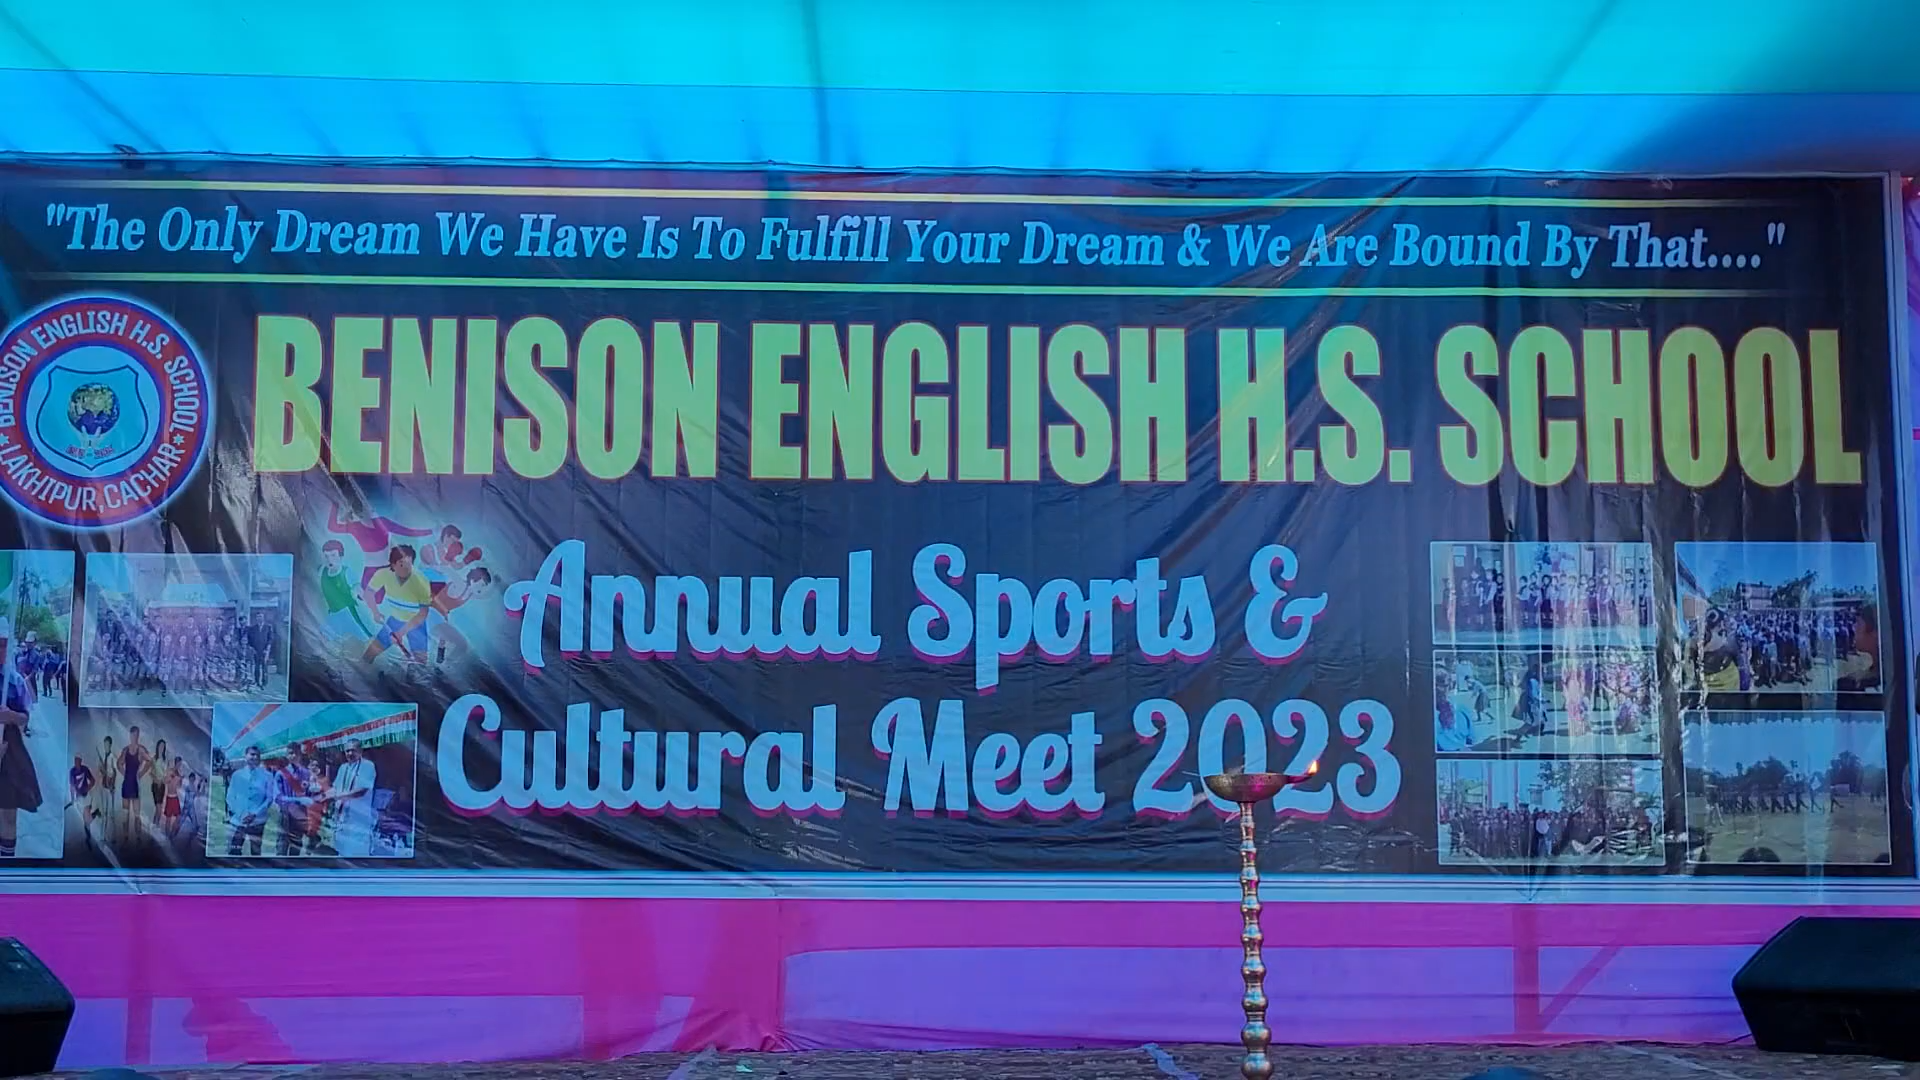 "The Only Dream We Have Is To Fulfill Your Dream & We Are Bound By That...."
BENISON ENGLISH H.S. SCHOOL
LAKHIPUR, CACHAR
BENISON ENGLISH H.S. SCHOOL
Annual Sports &
Cultural Meet 2023